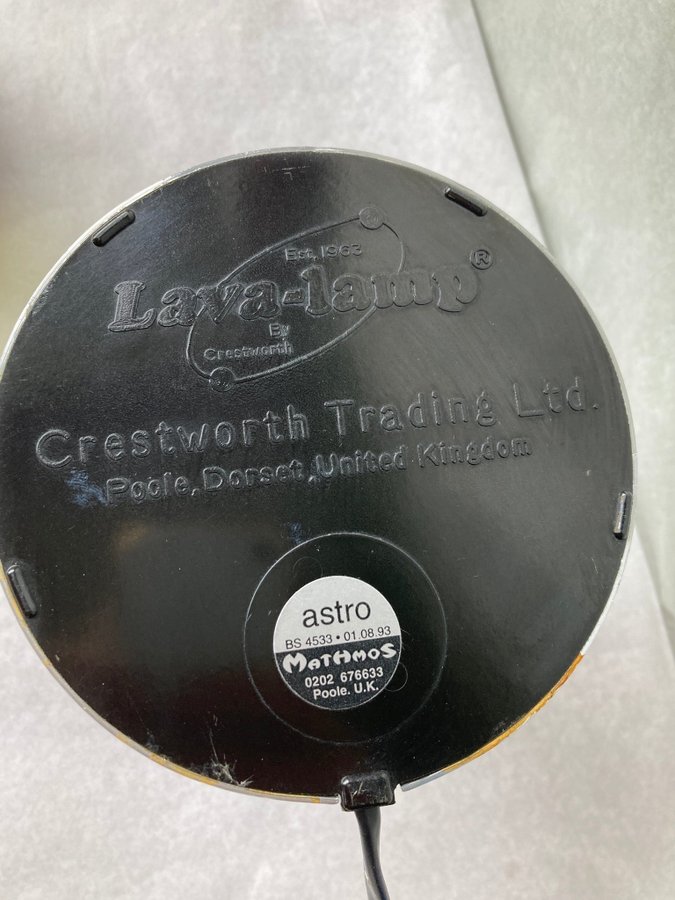 Est. 1963
Lava-lamp®
By
Crestworth
Crestworth Trading Ltd.
Poole, Dorset, United Kingdom
astro
BS 4533 • 01.08.93
MATHMOS
0202 676633
Poole. U.K.